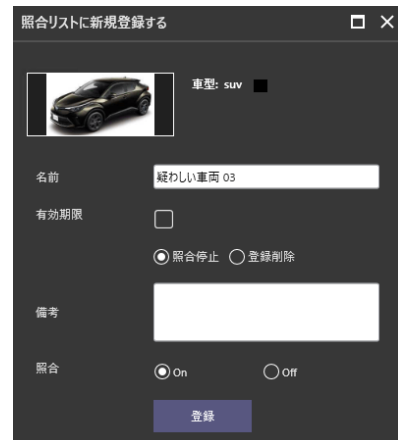 照合リストに新規登録する
車型: suv
名前
疑わしい車両 03
有効期限
照合停止 登録削除
備考
照合
On Off
登録